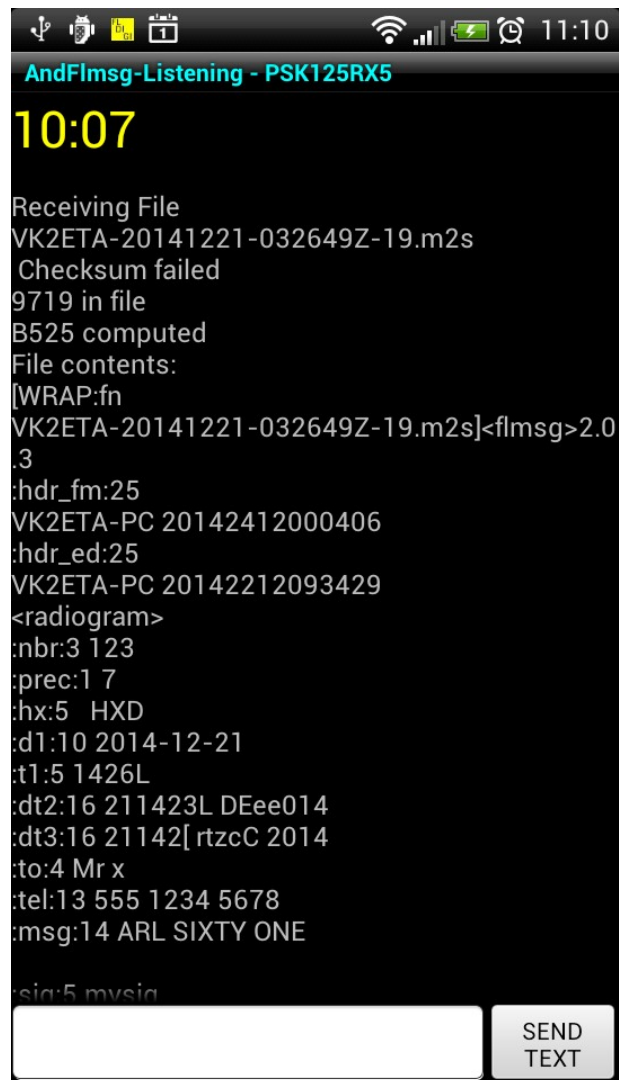 11:10
AndFlmsg-Listening - PSK125RX5
10:07
Receiving File
VK2ETA-20141221-032649Z-19.m2s
Checksum failed
9719 in file
B525 computed
File contents:
[WRAP:fn
VK2ETA-20141221-032649Z-19.m2s]<flmsg>2.0
.3
:hdr_fm:25
VK2ETA-PC 20142412000406
:hdr_ed:25
VK2ETA-PC 20142212093429
<radiogram>
:nbr:3 123
:prec:1 7
:hx:5   HXD
:d1:10 2014-12-21
:t1:5 1426L
:dt2:16 211423L DEee014
:dt3:16 21142[ rtzcC 2014
:to:4 Mr x
:tel:13 555 1234 5678
:msg:14 ARL SIXTY ONE
:sig:5 mysig
SEND
TEXT